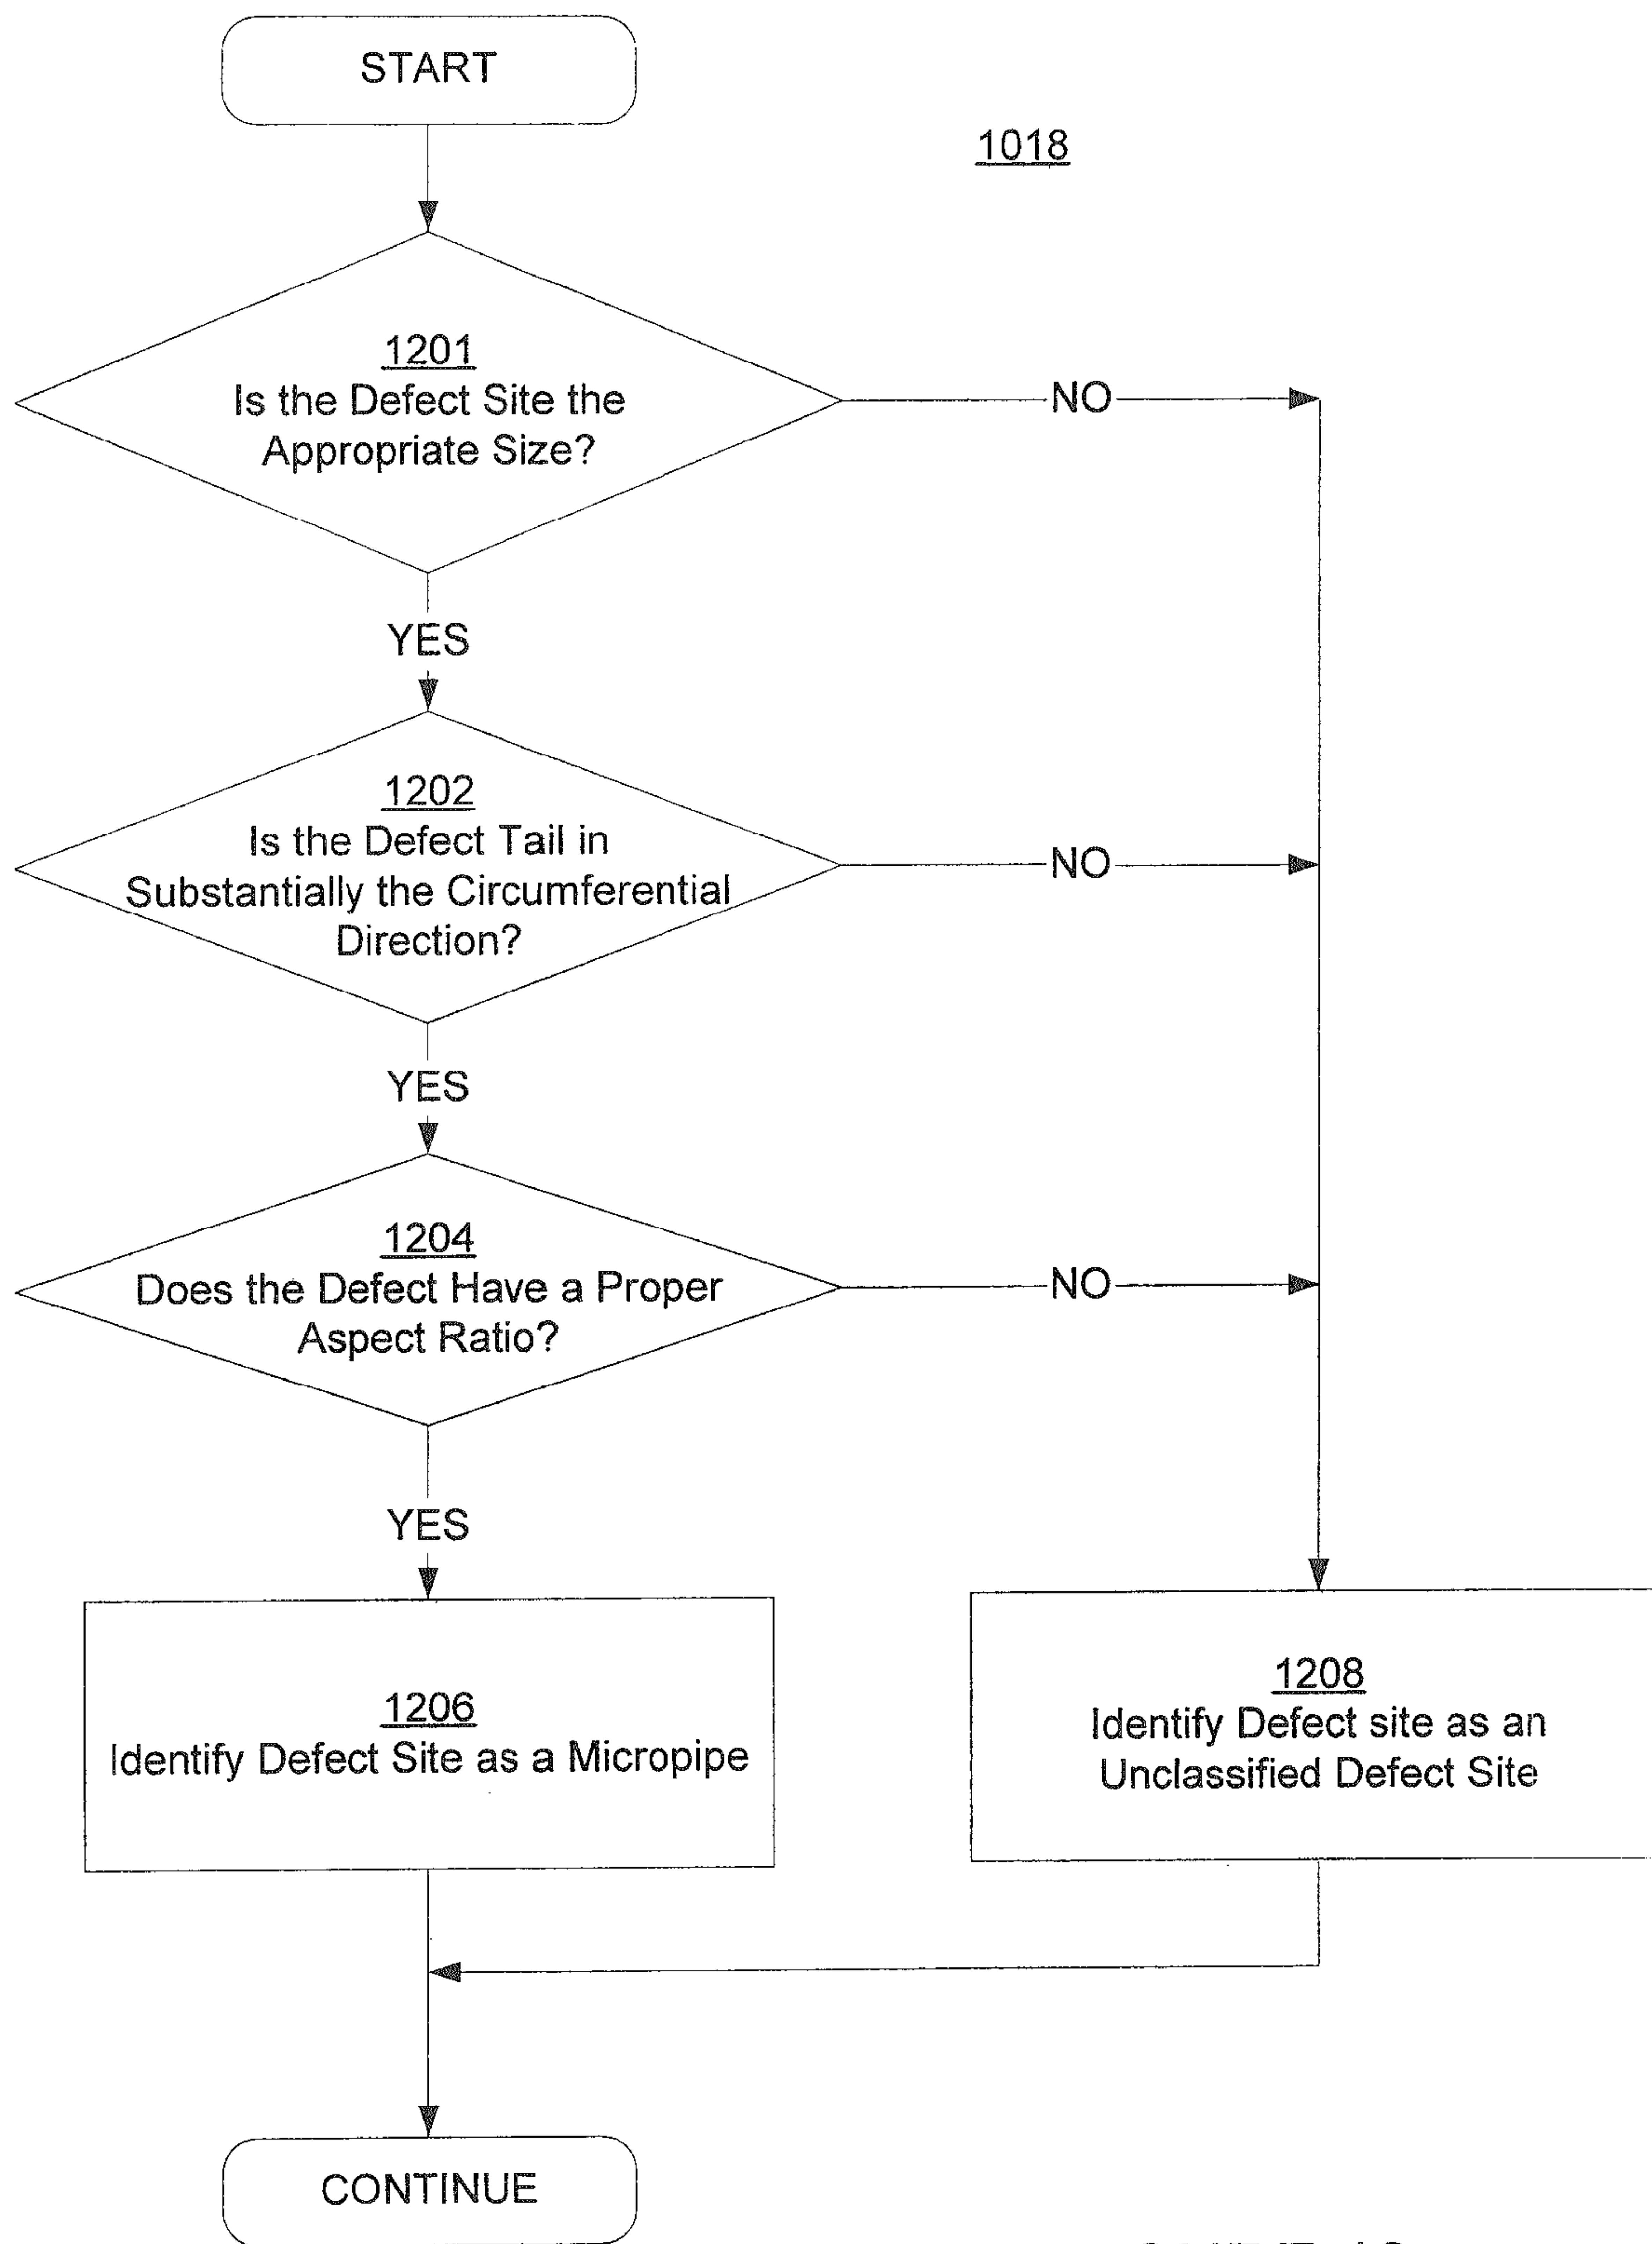 START
1018
1201
Is the Defect Site the
Appropriate Size?
NO
YES
1202
Is the Defect Tail in
Substantially the Circumferential
Direction?
NO
YES
1204
Does the Defect Have a Proper
Aspect Ratio?
NO
YES
1206
Identify Defect Site as a Micropipe
1208
Identify Defect site as an
Unclassified Defect Site
CONTINUE